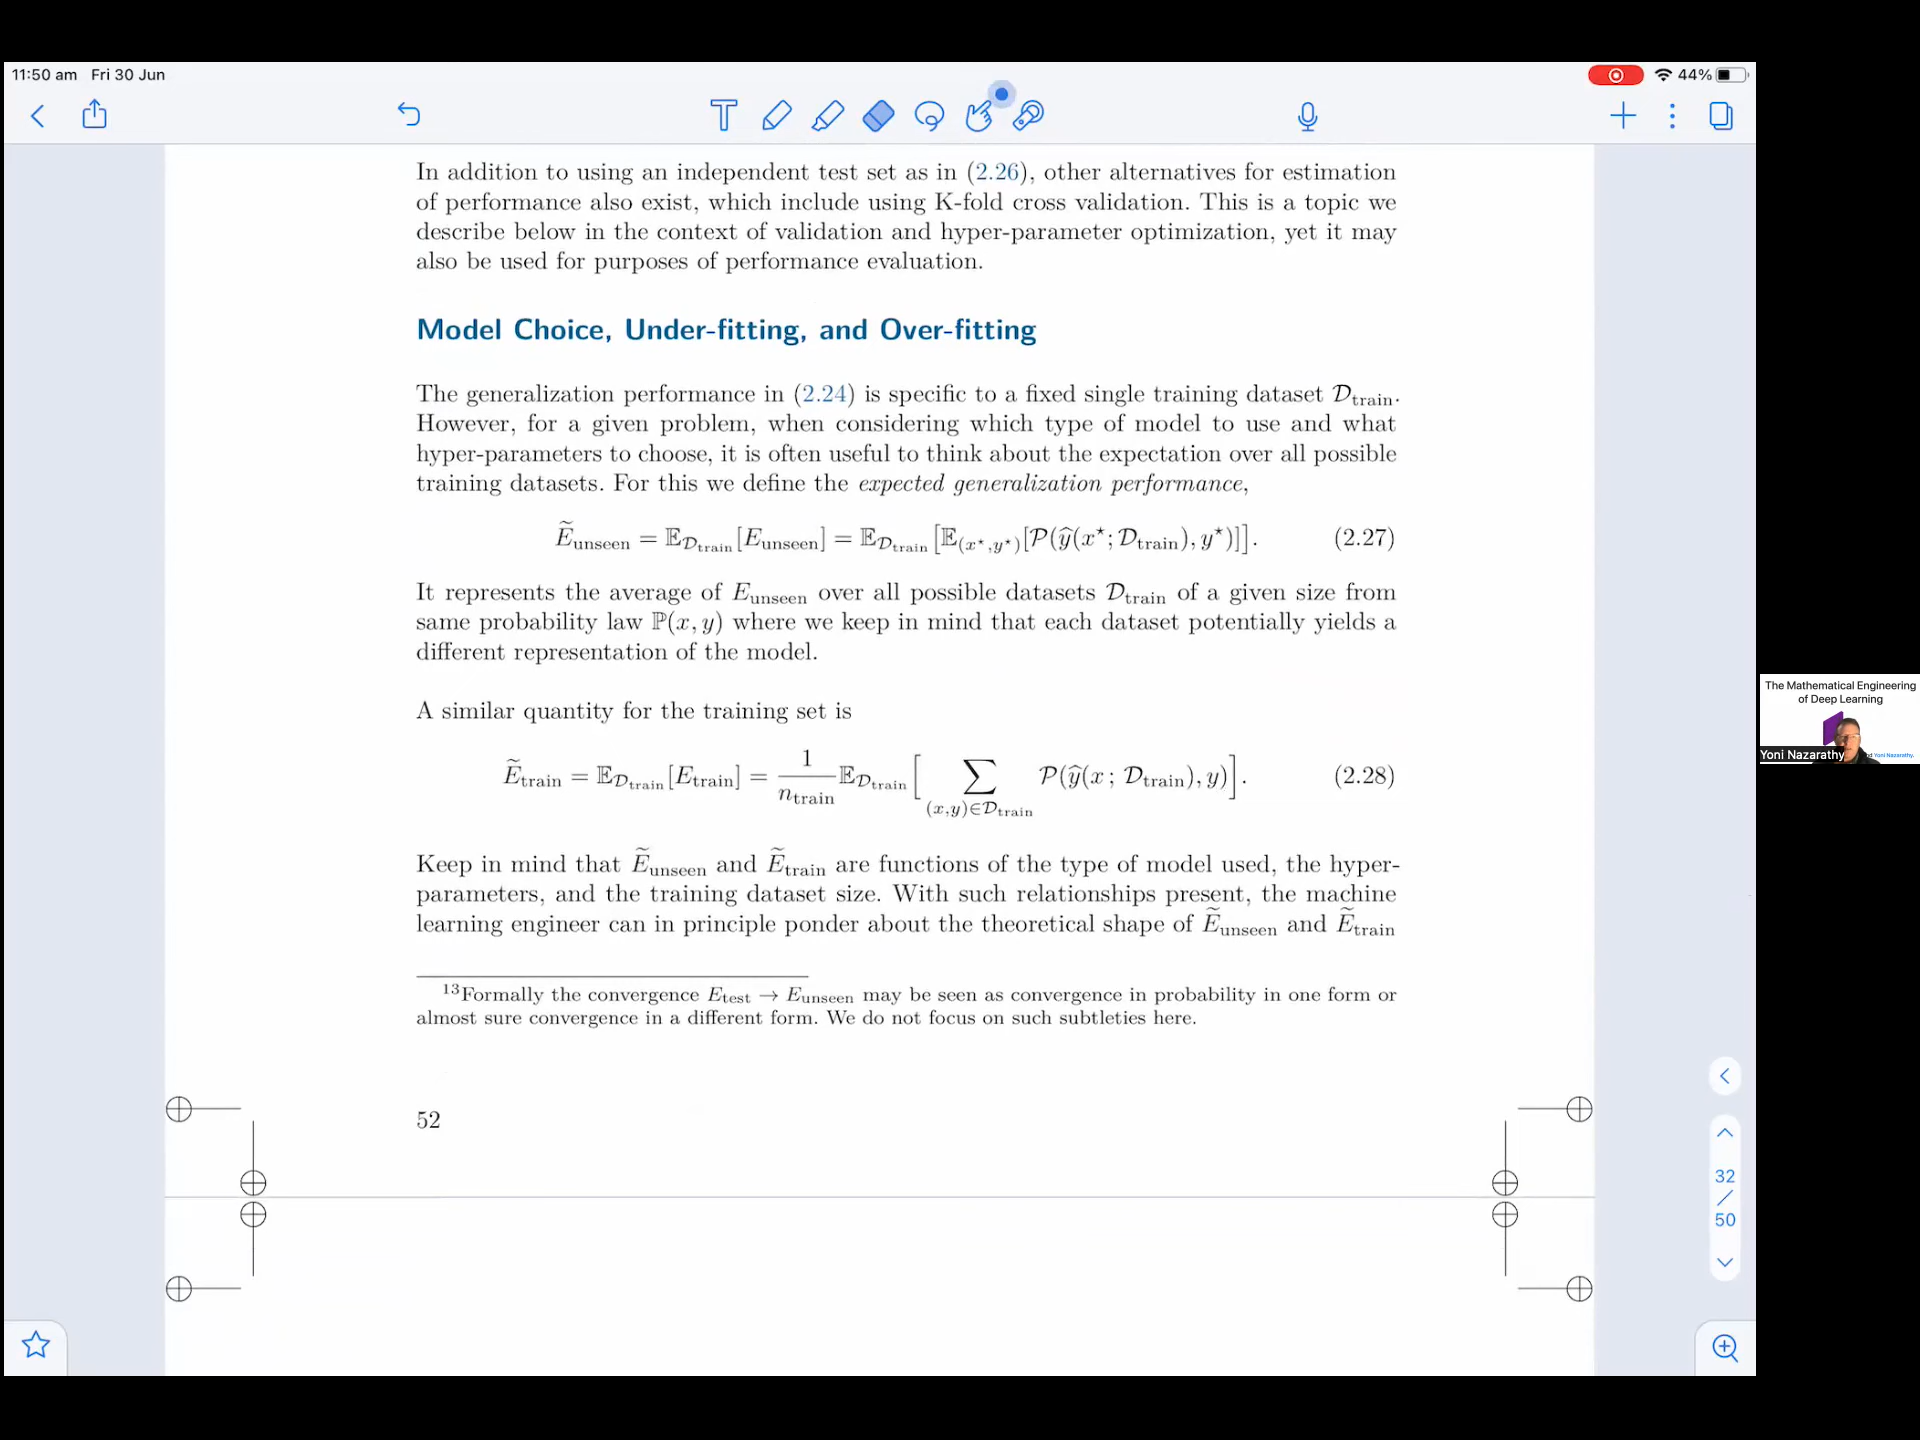 11:50 am Fri 30 Jun
44%
In addition to using an independent test set as in (2.26), other alternatives for estimation
of performance also exist, which include using K-fold cross validation. This is a topic we
describe below in the context of validation and hyper-parameter optimization, yet it may
also be used for purposes of performance evaluation.
Model Choice, Under-fitting, and Over-fitting
The generalization performance in (2.24) is specific to a fixed single training dataset 𝒟train.
However, for a given problem, when considering which type of model to use and what
hyper-parameters to choose, it is often useful to think about the expectation over all possible
training datasets. For this we define the expected generalization performance,
Ẽunseen = 𝔼𝒟train[Eunseen] = 𝔼𝒟train[𝔼(x⋆,y⋆)[𝒫(ŷ(x⋆; 𝒟train), y⋆)]]. (2.27)
It represents the average of Eunseen over all possible datasets 𝒟train of a given size from
same probability law ℙ(x, y) where we keep in mind that each dataset potentially yields a
different representation of the model.
A similar quantity for the training set is
Ẽtrain = 𝔼𝒟train[Etrain] = 1/ntrain 𝔼𝒟train[ ∑(x,y)∈𝒟train 𝒫(ŷ(x ; 𝒟train), y)]. (2.28)
Keep in mind that Ẽunseen and Ẽtrain are functions of the type of model used, the hyper-
parameters, and the training dataset size. With such relationships present, the machine
learning engineer can in principle ponder about the theoretical shape of Ẽunseen and Ẽtrain
13Formally the convergence Etest → Eunseen may be seen as convergence in probability in one form or
almost sure convergence in a different form. We do not focus on such subtleties here.
52
32
/
50
The Mathematical Engineering
of Deep Learning
Yoni Nazarathy
nd Yoni Nazarathy.